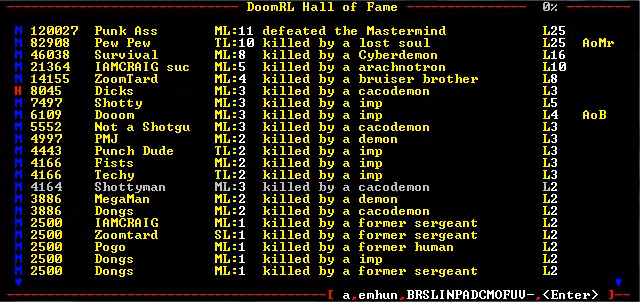 DoomRL Hall of Fame 0%
M 120027 Punk Ass ML:11 defeated the Mastermind L25
M 82908 Pew Pew TL:10 killed by a lost soul L25 AoMr
M 46038 Survival ML:8 killed by a Cyberdemon L16
M 21364 IAMCRAIG suc ML:5 killed by a arachnotron L10
M 14155 ZoomTard ML:4 killed by a bruiser brother L8
H 8045 Dicks ML:3 killed by a cacodemon L3
M 7497 Shotty ML:3 killed by a imp L5
M 6109 Dooom ML:3 killed by a imp L4 AoB
M 5552 Not a Shotgu ML:3 killed by a cacodemon L3
M 4997 PMJ ML:2 killed by a demon L3
M 4443 Punch Dude TL:2 killed by a imp L3
M 4166 Fists ML:2 killed by a imp L3
M 4166 Techy TL:2 killed by a imp L3
M 4164 Shottyman ML:3 killed by a cacodemon L2
M 3886 MegaMan ML:2 killed by a demon L2
M 3886 Dongs ML:2 killed by a cacodemon L2
M 2500 IAMCRAIG ML:1 killed by a former sergeant L2
M 2500 Zoomtard SL:1 killed by a former sergeant L2
M 2500 Pogo ML:1 killed by a former human L2
M 2500 Dongs ML:1 killed by a imp L2
M 2500 Dongs ML:1 killed by a former sergeant L2
[ a,emhun,BRSLINPADCMOFUV-,<Enter> ]